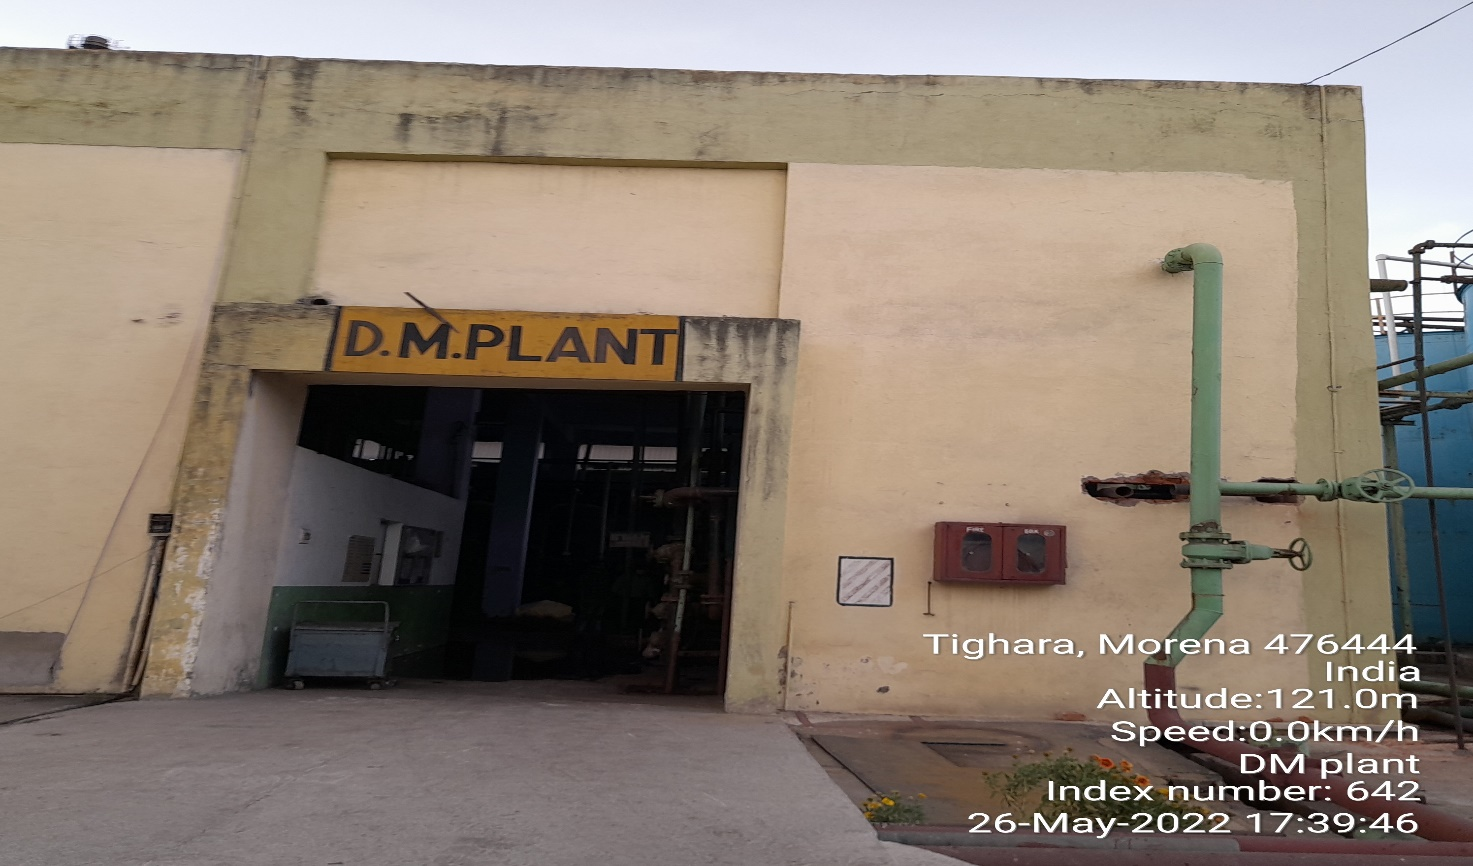 D.M.PLANT
FIRE
Tighara, Morena 476444
India
Altitude:121.0m
Speed:0.0km/h
DM plant
Index number: 642
26-May-2022 17:39:46